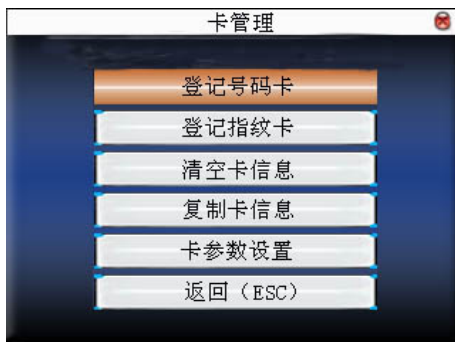 卡管理
登记号码卡
登记指纹卡
清空卡信息
复制卡信息
卡参数设置
返回（ESC）